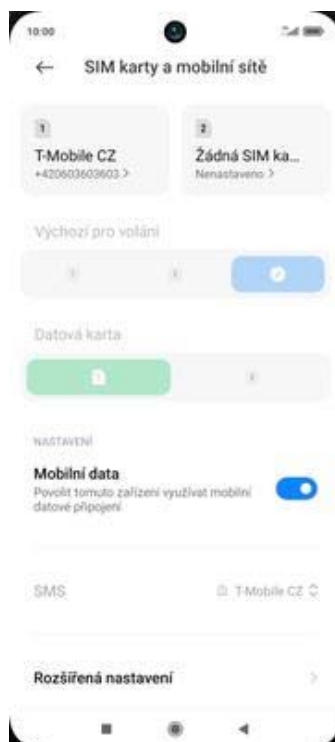 10:00
SIM karty a mobilní sítě
1
2
T-Mobile CZ
Žádná SIM ka...
+420603603603 >
Nenastaveno >
Výchozí pro volání
Datová karta
NASTAVENÍ
Mobilní data
Povolit tomuto zařízení využívat mobilní
datové připojení
SMS
T-Mobile CZ
Rozšířená nastavení